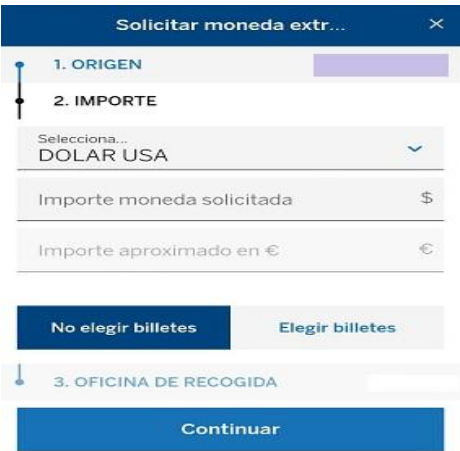 Solicitar moneda extr...
×
1. ORIGEN
2. IMPORTE
Selecciona...
DOLAR USA
Importe moneda solicitada $
Importe aproximado en € €
No elegir billetes Elegir billetes
3. OFICINA DE RECOGIDA
Continuar